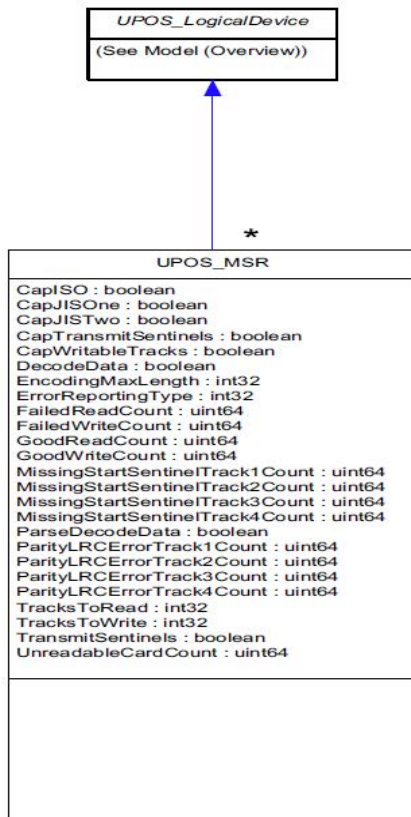 UPOS_LogicalDevice
(See Model (Overview))
*
UPOS_MSR
CapISO : boolean
CapJISOne : boolean
CapJISTwo : boolean
CapTransmitSentinels : boolean
CapWritableTracks : boolean
DecodeData : boolean
EncodingMaxLength : int32
ErrorReportingType : int32
FailedReadCount : uint64
FailedWriteCount : uint64
GoodReadCount : uint64
GoodWriteCount : uint64
MissingStartSentinelTrack1Count : uint64
MissingStartSentinelTrack2Count : uint64
MissingStartSentinelTrack3Count : uint64
MissingStartSentinelTrack4Count : uint64
ParseDecodeData : boolean
ParityLRCErrorTrack1Count : uint64
ParityLRCErrorTrack2Count : uint64
ParityLRCErrorTrack3Count : uint64
ParityLRCErrorTrack4Count : uint64
TracksToRead : int32
TracksToWrite : int32
TransmitSentinels : boolean
UnreadableCardCount : uint64